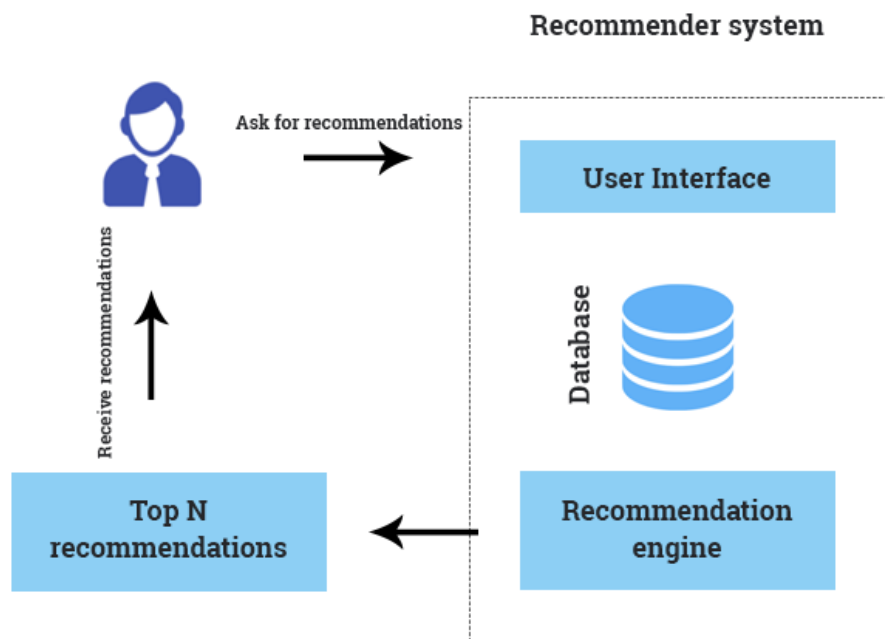 Recommender system
Ask for recommendations
User Interface
Receive recommendations
Database
Top N
recommendations
Recommendation
engine